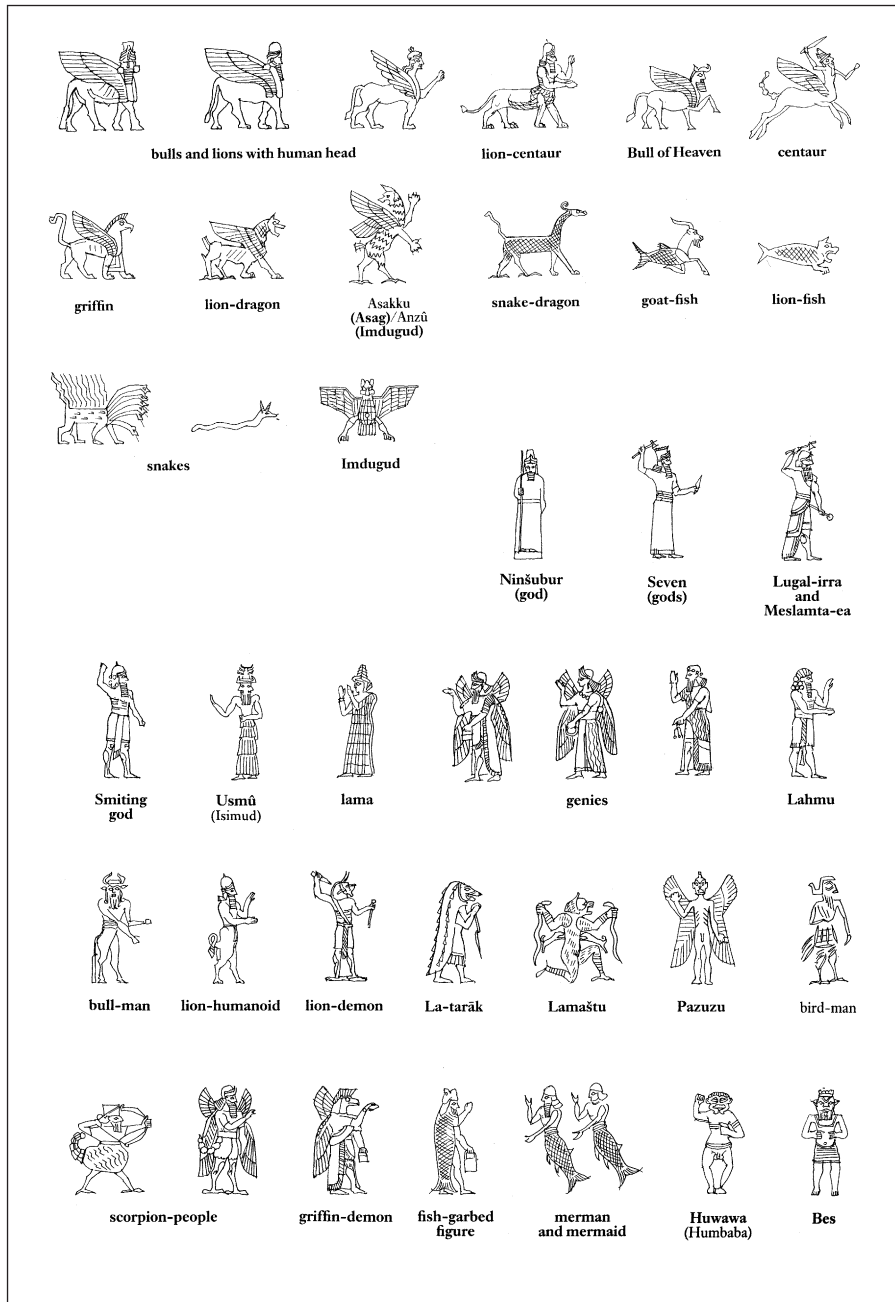 bulls and lions with human head
lion-centaur
Bull of Heaven
centaur
griffin
lion-dragon
Asakku
(Asag)/Anzû
(Imdugud)
snake-dragon
goat-fish
lion-fish
snakes
Imdugud
Ninšubur
(god)
Seven
(gods)
Lugal-irra
and
Meslamta-ea
Smiting
god
Usmû
(Isimud)
lama
genies
Lahmu
bull-man
lion-humanoid
lion-demon
La-tarāk
Lamaštu
Pazuzu
bird-man
scorpion-people
griffin-demon
fish-garbed
figure
merman
and mermaid
Huwawa
(Humbaba)
Bes